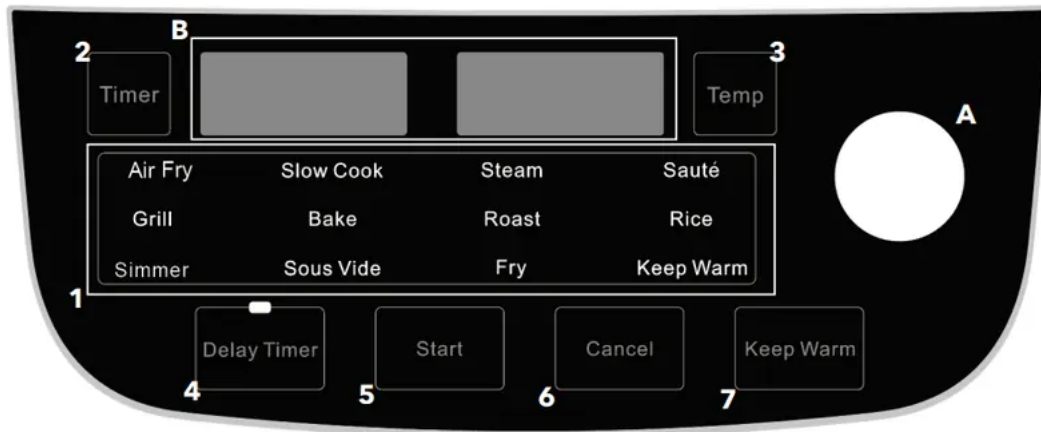 B
2
3
Timer
Temp
A
Air Fry Slow Cook Steam Sauté
Grill Bake Roast Rice
Simmer Sous Vide Fry Keep Warm
1
Delay Timer Start Cancel Keep Warm
4 5 6 7